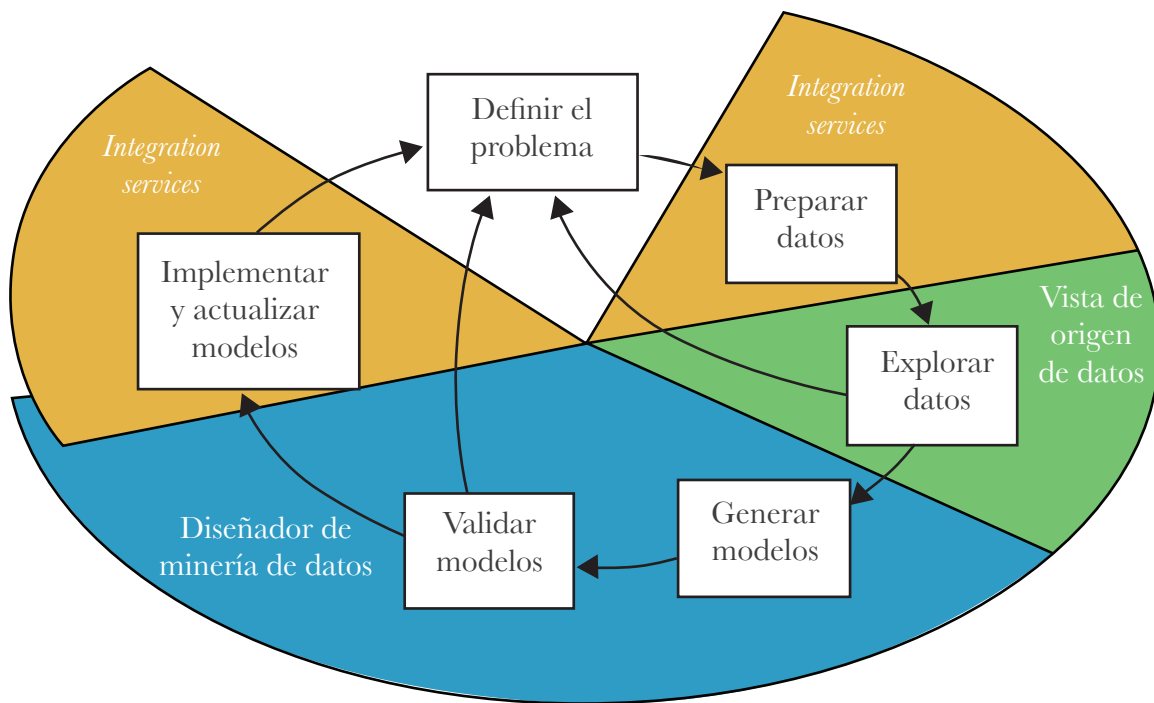 Definir el
problema
Integration
services
Preparar
datos
Vista de
origen
de datos
Explorar
datos
Generar
modelos
Validar
modelos
Diseñador de
minería de datos
Implementar
y actualizar
modelos
Integration
services